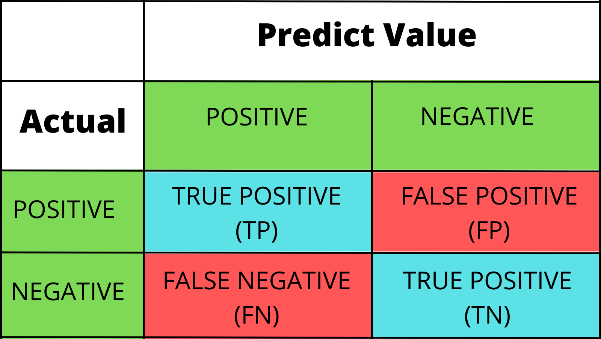 Predict Value
Actual
POSITIVE
NEGATIVE
POSITIVE
TRUE POSITIVE
(TP)
FALSE POSITIVE
(FP)
NEGATIVE
FALSE NEGATIVE
(FN)
TRUE POSITIVE
(TN)